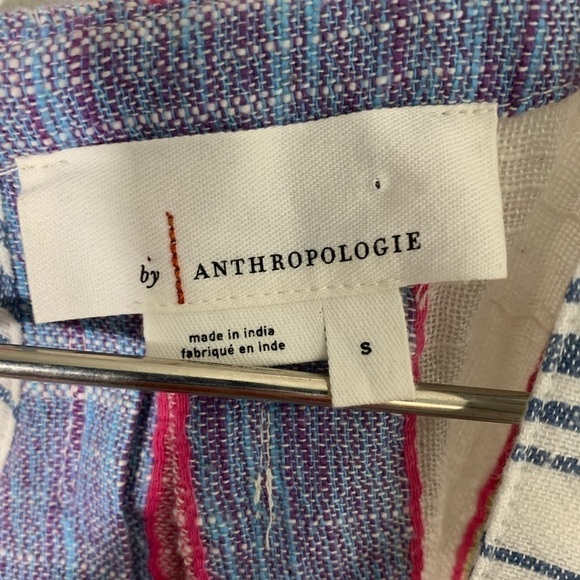 by ANTHROPOLOGIE
made in india
fabriqué en inde
S